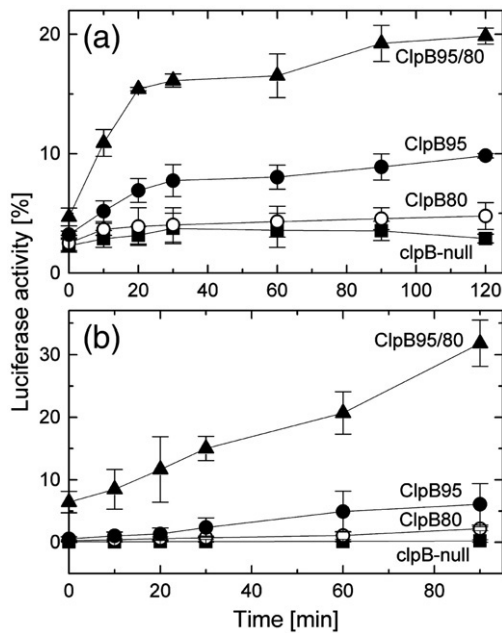 (a)
ClpB95/80
ClpB95
ClpB80
clpB-null
20
10
0
0 20 40 60 80 100 120
Luciferase activity [%]
(b)
ClpB95/80
ClpB95
ClpB80
clpB-null
30
20
10
0
0 20 40 60 80
Time [min]